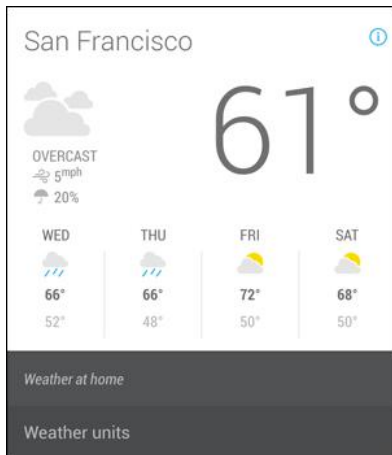 San Francisco
61°
OVERCAST
5mph
20%
WED THU FRI SAT
66° 66° 72° 68°
52° 48° 50° 50°
Weather at home
Weather units